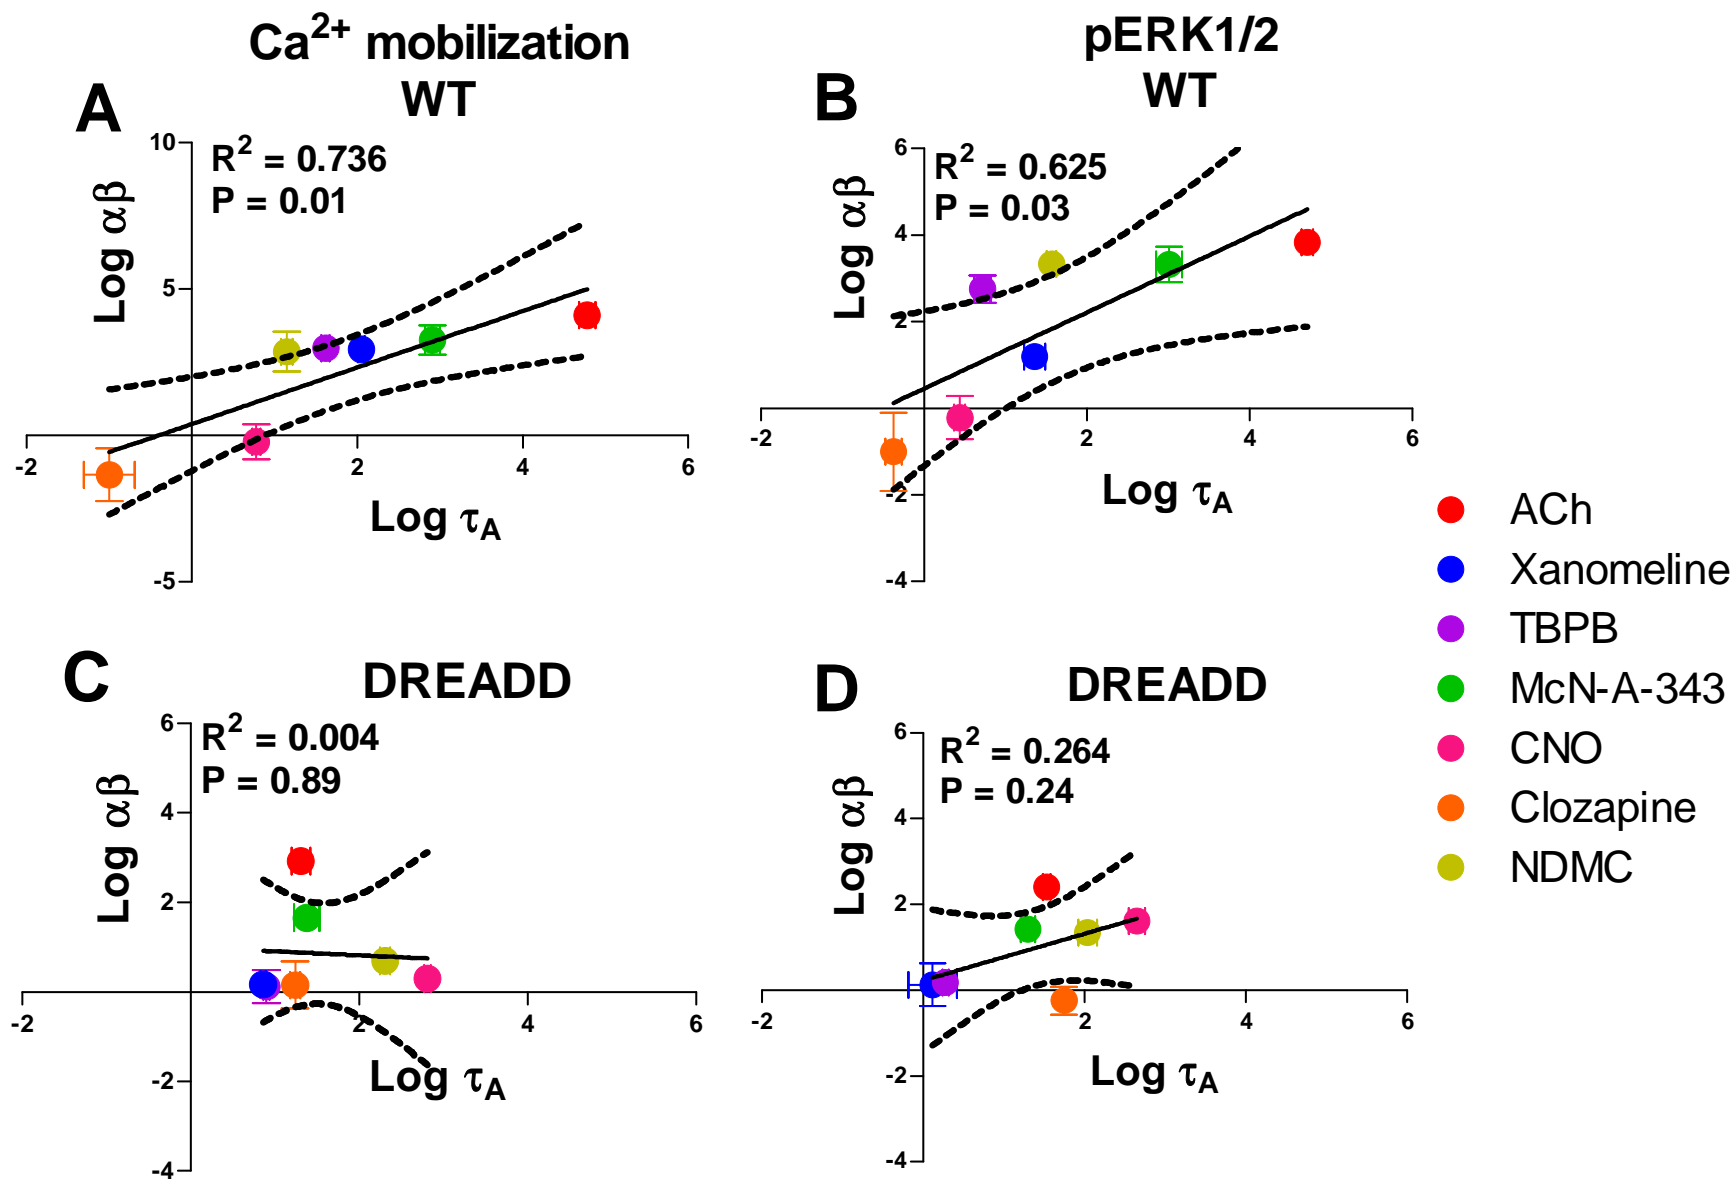 Ca²⁺ mobilization
WT
A
10
R² = 0.736
P = 0.01
Log αβ
5
-2
2
4
6
Log τ_A
-5
pERK1/2
WT
B
6
R² = 0.625
P = 0.03
Log αβ
4
2
-2
2
4
6
-2
Log τ_A
-4
ACh
Xanomeline
TBPB
McN-A-343
CNO
Clozapine
NDMC
C
DREADD
6
R² = 0.004
P = 0.89
Log αβ
4
2
-2
2
4
6
-2
Log τ_A
-4
D
DREADD
6
R² = 0.264
P = 0.24
Log αβ
4
2
-2
2
4
6
-2
Log τ_A
-4